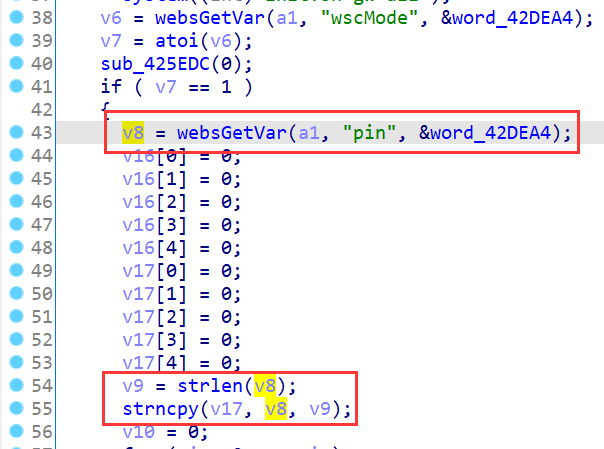 38 v6 = websGetVar(a1, "wscMode", &word_42DEA4);
39 v7 = atoi(v6);
40 sub_425EDC(0);
41 if ( v7 == 1 )
42 {
43 v8 = websGetVar(a1, "pin", &word_42DEA4);
44 v16[0] = 0;
45 v16[1] = 0;
46 v16[2] = 0;
47 v16[3] = 0;
48 v16[4] = 0;
49 v17[0] = 0;
50 v17[1] = 0;
51 v17[2] = 0;
52 v17[3] = 0;
53 v17[4] = 0;
54 v9 = strlen(v8);
55 strncpy(v17, v8, v9);
56 v10 = 0;